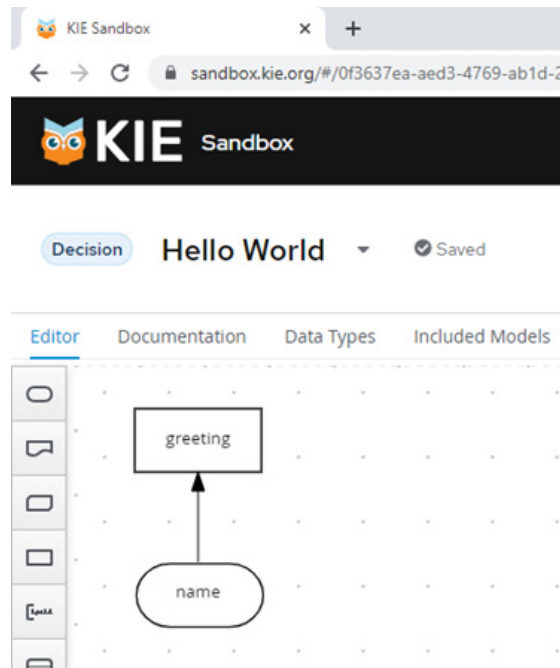 KIE Sandbox
sandbox.kie.org/#/0f3637ea-aed3-4769-ab1d-2
KIE Sandbox
Decision Hello World Saved
Editor Documentation Data Types Included Models
greeting
name